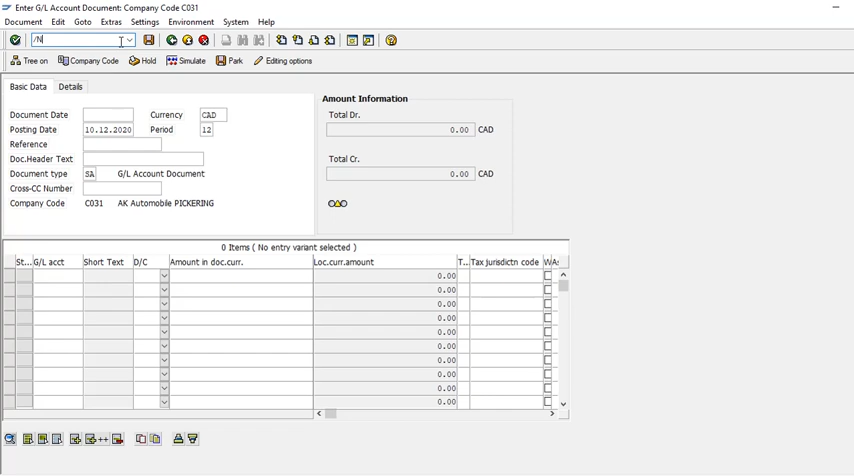 Enter G/L Account Document: Company Code C031
Document Edit Goto Extras Settings Environment System Help
/N
Tree on Company Code Hold Simulate Park Editing options
Basic Data Details
Document Date Currency CAD
Posting Date 10.12.2020 Period 12
Reference
Doc.Header Text
Document type SA G/L Account Document
Cross-CC Number
Company Code C031 AK Automobile PICKERING
Amount Information
Total Dr.
0.00 CAD
Total Cr.
0.00 CAD
0 Items ( No entry variant selected )
St... G/L acct Short Text D/C Amount in doc.curr. Loc.curr.amount T... Tax jurisdictn code W As
0.00
0.00
0.00
0.00
0.00
0.00
0.00
0.00
0.00
0.00